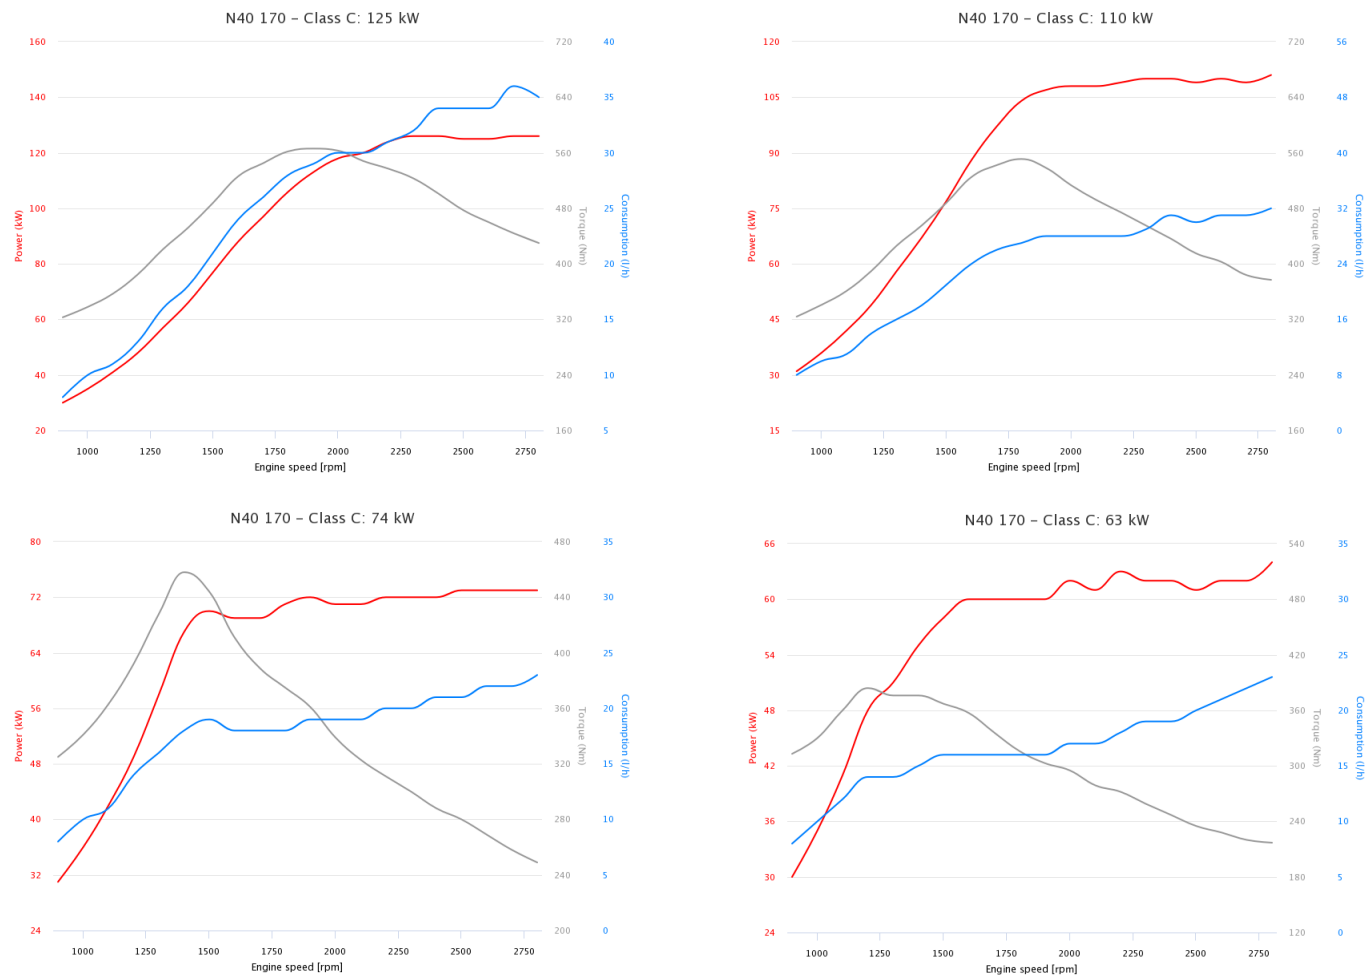 N40 170 – Class C: 125 kW
160 720 40
140 640 35
120 560 30
100 480 25
80 400 20
60 320 15
40 240 10
20 160 5
Power (kW)
Torque (Nm)
Consumption (l/h)
1000 1250 1500 1750 2000 2250 2500 2750
Engine speed [rpm]
N40 170 – Class C: 110 kW
120 720 56
105 640 48
90 560 40
75 480 32
60 400 24
45 320 16
30 240 8
15 160 0
Power (kW)
Torque (Nm)
Consumption (l/h)
1000 1250 1500 1750 2000 2250 2500 2750
Engine speed [rpm]
N40 170 – Class C: 74 kW
80 480 35
72 440 30
64 400 25
56 360 20
48 320 15
40 280 10
32 240 5
24 200 0
Power (kW)
Torque (Nm)
Consumption (l/h)
1000 1250 1500 1750 2000 2250 2500 2750
Engine speed [rpm]
N40 170 – Class C: 63 kW
66 540 35
60 480 30
54 420 25
48 360 20
42 300 15
36 240 10
30 180 5
24 120 0
Power (kW)
Torque (Nm)
Consumption (l/h)
1000 1250 1500 1750 2000 2250 2500 2750
Engine speed [rpm]